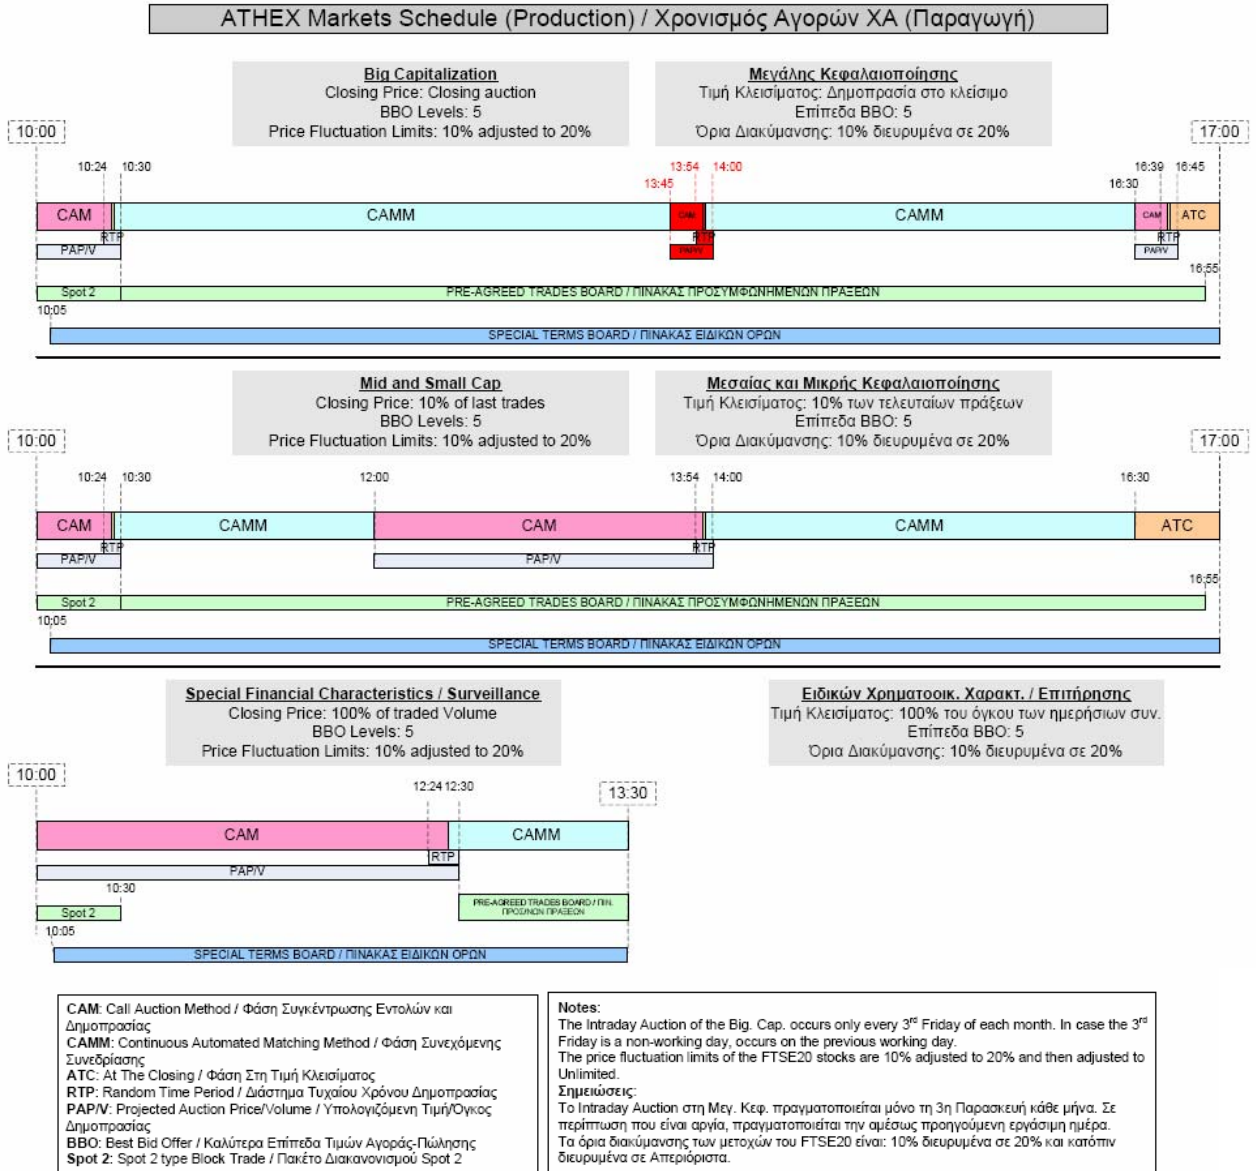 ATHEX Markets Schedule (Production) / Χρονισμός Αγορών ΧΑ (Παραγωγή)
Big Capitalization
Closing Price: Closing auction
BBO Levels: 5
Price Fluctuation Limits: 10% adjusted to 20%
Μεγάλης Κεφαλαιοποίησης
Τιμή Κλεισίματος: Δημοπρασία στο κλείσιμο
Επίπεδα BBO: 5
Όρια Διακύμανσης: 10% διευρυμένα σε 20%
10:00
17:00
10:24 10:30
13:45 13:54 14:00
16:30 16:39 16:45
CAM CAMM CAM CAMM CAM ATC
RTP RTP RTP
PAP/V PAP/V PAP/V
16:55
Spot 2 PRE-AGREED TRADES BOARD / ΠΙΝΑΚΑΣ ΠΡΟΣΥΜΦΩΝΗΜΕΝΩΝ ΠΡΑΞΕΩΝ
10:05
SPECIAL TERMS BOARD / ΠΙΝΑΚΑΣ ΕΙΔΙΚΩΝ ΟΡΩΝ
Mid and Small Cap
Closing Price: 10% of last trades
BBO Levels: 5
Price Fluctuation Limits: 10% adjusted to 20%
Μεσαίας και Μικρής Κεφαλαιοποίησης
Τιμή Κλεισίματος: 10% των τελευταίων πράξεων
Επίπεδα BBO: 5
Όρια Διακύμανσης: 10% διευρυμένα σε 20%
10:00
17:00
10:24 10:30 12:00 13:54 14:00 16:30
CAM CAMM CAM CAMM ATC
RTP RTP
PAP/V PAP/V
16:55
Spot 2 PRE-AGREED TRADES BOARD / ΠΙΝΑΚΑΣ ΠΡΟΣΥΜΦΩΝΗΜΕΝΩΝ ΠΡΑΞΕΩΝ
10:05
SPECIAL TERMS BOARD / ΠΙΝΑΚΑΣ ΕΙΔΙΚΩΝ ΟΡΩΝ
Special Financial Characteristics / Surveillance
Closing Price: 100% of traded Volume
BBO Levels: 5
Price Fluctuation Limits: 10% adjusted to 20%
Ειδικών Χρηματοοικ. Χαρακτ. / Επιτήρησης
Τιμή Κλεισίματος: 100% του όγκου των ημερήσιων συν.
Επίπεδα BBO: 5
Όρια Διακύμανσης: 10% διευρυμένα σε 20%
10:00
12:24 12:30
13:30
CAM CAMM
RTP
PAP/V
10:30
Spot 2
PRE-AGREED TRADES BOARD / ΠΙΝ.
ΠΡΑΞΕΩΝ
10:05
SPECIAL TERMS BOARD / ΠΙΝΑΚΑΣ ΕΙΔΙΚΩΝ ΟΡΩΝ
CAM: Call Auction Method / Φάση Συγκέντρωσης Εντολών και
Δημοπρασίας
CAMM: Continuous Automated Matching Method / Φάση Συνεχόμενης
Συνεδρίασης
ATC: At The Closing / Φάση Στη Τιμή Κλεισίματος
RTP: Random Time Period / Διάστημα Τυχαίου Χρόνου Δημοπρασίας
PAP/V: Projected Auction Price/Volume / Υπολογιζόμενη Τιμή/Όγκος
Δημοπρασίας
BBO: Best Bid Offer / Καλύτερα Επίπεδα Τιμών Αγοράς-Πώλησης
Spot 2: Spot 2 type Block Trade / Πακέτο Διακανονισμού Spot 2
Notes:
The Intraday Auction of the Big. Cap. occurs only every 3rd Friday of each month. In case the 3rd
Friday is a non-working day, occurs on the previous working day.
The price fluctuation limits of the FTSE20 stocks are 10% adjusted to 20% and then adjusted to
Unlimited.
Σημειώσεις:
Το Intraday Auction στη Μεγ. Κεφ. πραγματοποιείται μόνο τη 3η Παρασκευή κάθε μήνα. Σε
περίπτωση που είναι αργία, πραγματοποιείται την αμέσως προηγούμενη εργάσιμη ημέρα.
Τα όρια διακύμανσης των μετοχών του FTSE20 είναι: 10% διευρυμένα σε 20% και κατόπιν
διευρυμένα σε Απεριόριστα.